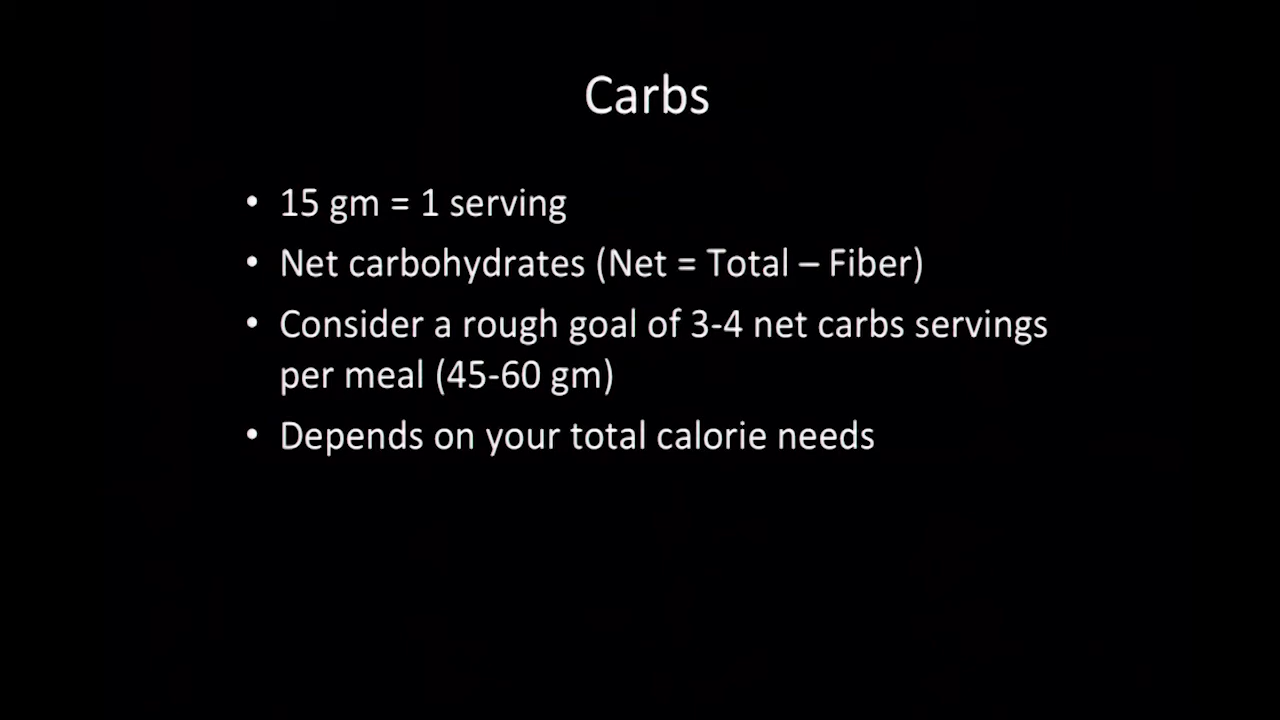 Carbs
• 15 gm = 1 serving
• Net carbohydrates (Net = Total – Fiber)
• Consider a rough goal of 3-4 net carbs servings
per meal (45-60 gm)
• Depends on your total calorie needs